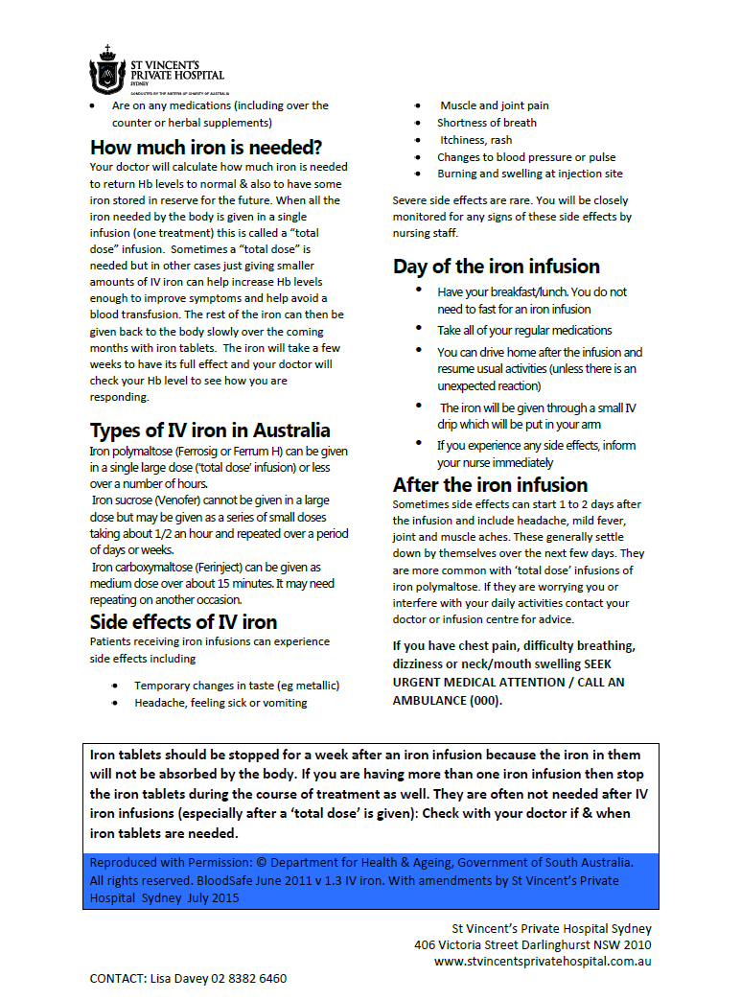 ST VINCENT'S
PRIVATE HOSPITAL
SYDNEY
CONDUCTED BY THE SISTERS OF CHARITY OF AUSTRALIA
• Are on any medications (including over the
counter or herbal supplements)
How much iron is needed?
Your doctor will calculate how much iron is needed
to return Hb levels to normal & also to have some
iron stored in reserve for the future. When all the
iron needed by the body is given in a single
infusion (one treatment) this is called a “total
dose” infusion.  Sometimes a “total dose” is
needed but in other cases just giving smaller
amounts of IV iron can help increase Hb levels
enough to improve symptoms and help avoid a
blood transfusion. The rest of the iron can then be
given back to the body slowly over the coming
months with iron tablets.  The iron will take a few
weeks to have its full effect and your doctor will
check your Hb level to see how you are
responding.
Types of IV iron in Australia
Iron polymaltose (Ferrosig or Ferrum H) can be given
in a single large dose (‘total dose’ infusion) or less
over a number of hours.
Iron sucrose (Venofer) cannot be given in a large
dose but may be given as a series of small doses
taking about 1/2 an hour and repeated over a period
of days or weeks.
Iron carboxymaltose (Ferinject) can be given as
medium dose over about 15 minutes. It may need
repeating on another occasion.
Side effects of IV iron
Patients receiving iron infusions can experience
side effects including
• Temporary changes in taste (eg metallic)
• Headache, feeling sick or vomiting
• Muscle and joint pain
• Shortness of breath
• Itchiness, rash
• Changes to blood pressure or pulse
• Burning and swelling at injection site
Severe side effects are rare. You will be closely
monitored for any signs of these side effects by
nursing staff.
Day of the iron infusion
• Have your breakfast/lunch. You do not
need to fast for an iron infusion
• Take all of your regular medications
• You can drive home after the infusion and
resume usual activities (unless there is an
unexpected reaction)
• The iron will be given through a small IV
drip which will be put in your arm
• If you experience any side effects, inform
your nurse immediately
After the iron infusion
Sometimes side effects can start 1 to 2 days after
the infusion and include headache, mild fever,
joint and muscle aches. These generally settle
down by themselves over the next few days. They
are more common with ‘total dose’ infusions of
iron polymaltose. If they are worrying you or
interfere with your daily activities contact your
doctor or infusion centre for advice.
If you have chest pain, difficulty breathing,
dizziness or neck/mouth swelling SEEK
URGENT MEDICAL ATTENTION / CALL AN
AMBULANCE (000).
Iron tablets should be stopped for a week after an iron infusion because the iron in them
will not be absorbed by the body. If you are having more than one iron infusion then stop
the iron tablets during the course of treatment as well. They are often not needed after IV
iron infusions (especially after a ‘total dose’ is given): Check with your doctor if & when
iron tablets are needed.
Reproduced with Permission: © Department for Health & Ageing, Government of South Australia.
All rights reserved. BloodSafe June 2011 v 1.3 IV iron. With amendments by St Vincent’s Private
Hospital  Sydney  July 2015
St Vincent’s Private Hospital Sydney
406 Victoria Street Darlinghurst NSW 2010
www.stvincentsprivatehospital.com.au
CONTACT: Lisa Davey 02 8382 6460